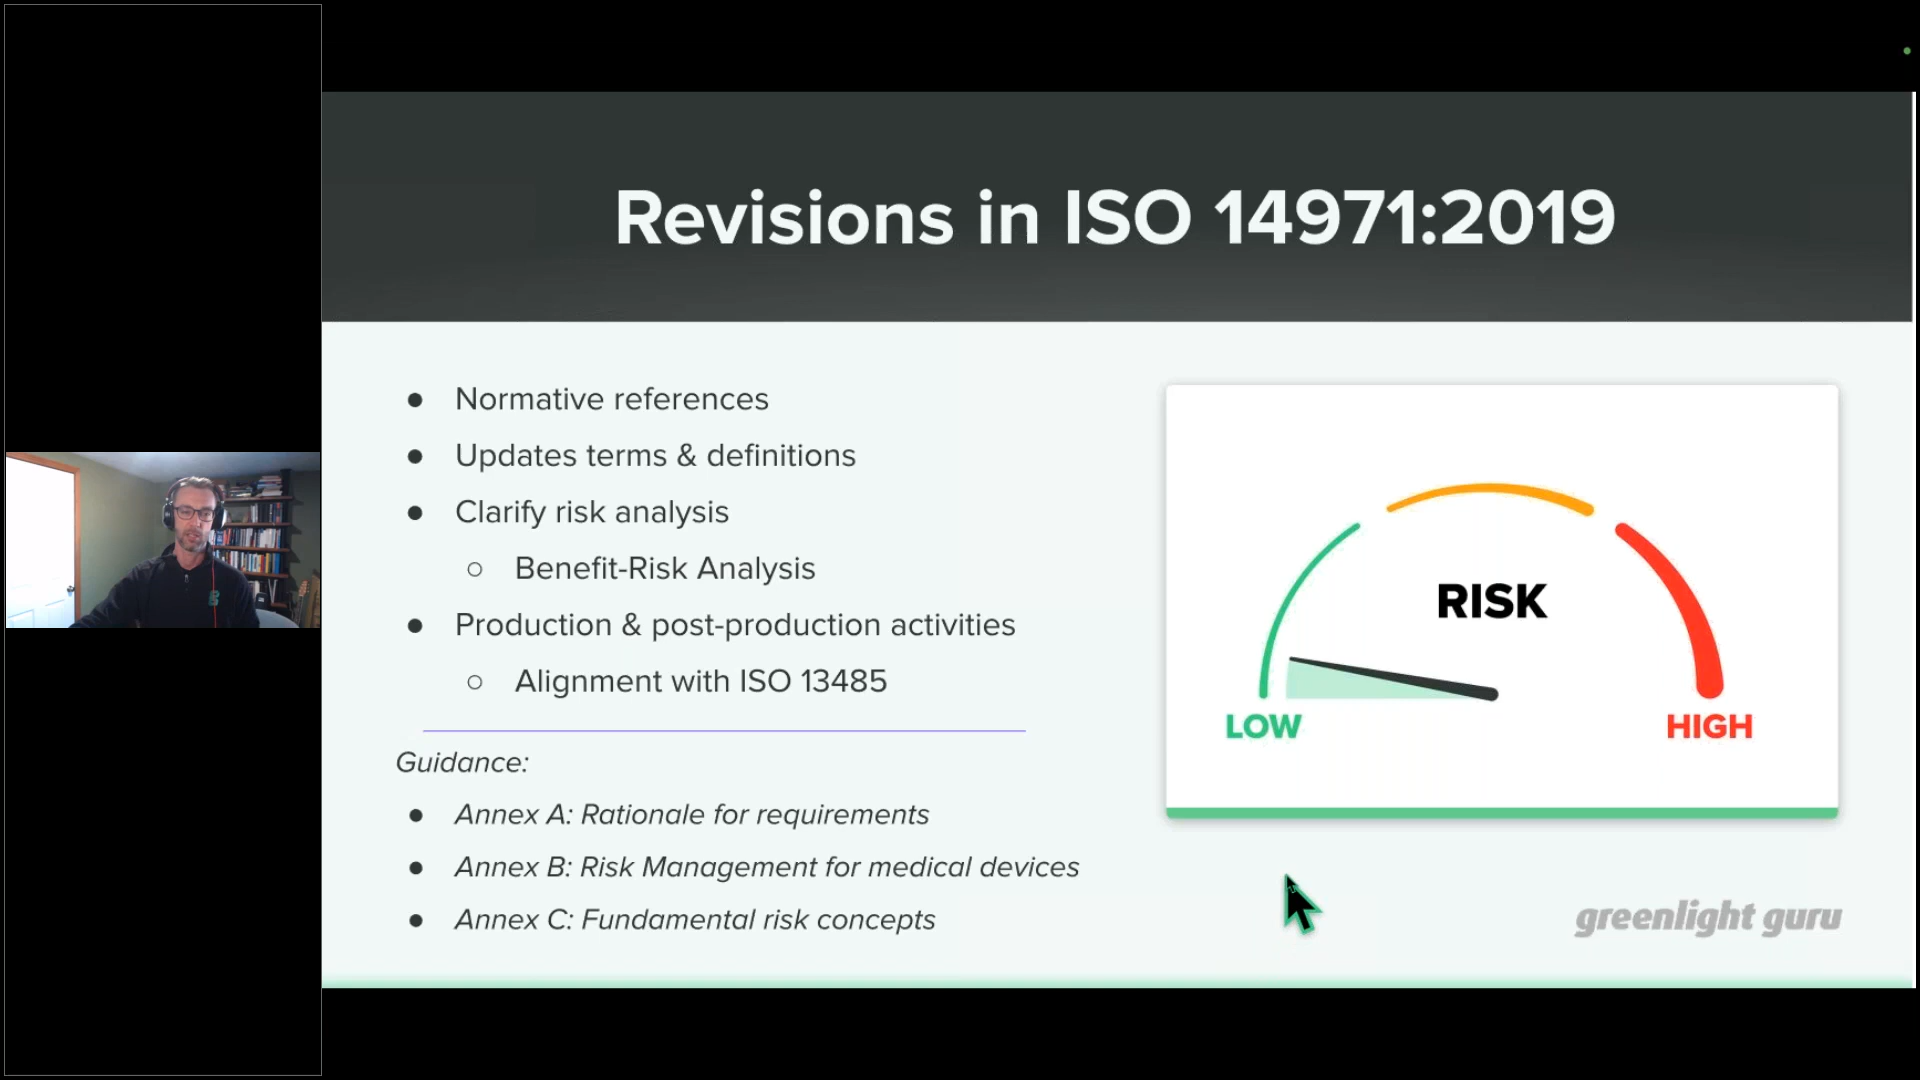 Revisions in ISO 14971:2019
● Normative references
● Updates terms & definitions
● Clarify risk analysis
○ Benefit-Risk Analysis
● Production & post-production activities
○ Alignment with ISO 13485
Guidance:
● Annex A: Rationale for requirements
● Annex B: Risk Management for medical devices
● Annex C: Fundamental risk concepts
RISK
LOW
HIGH
greenlight guru